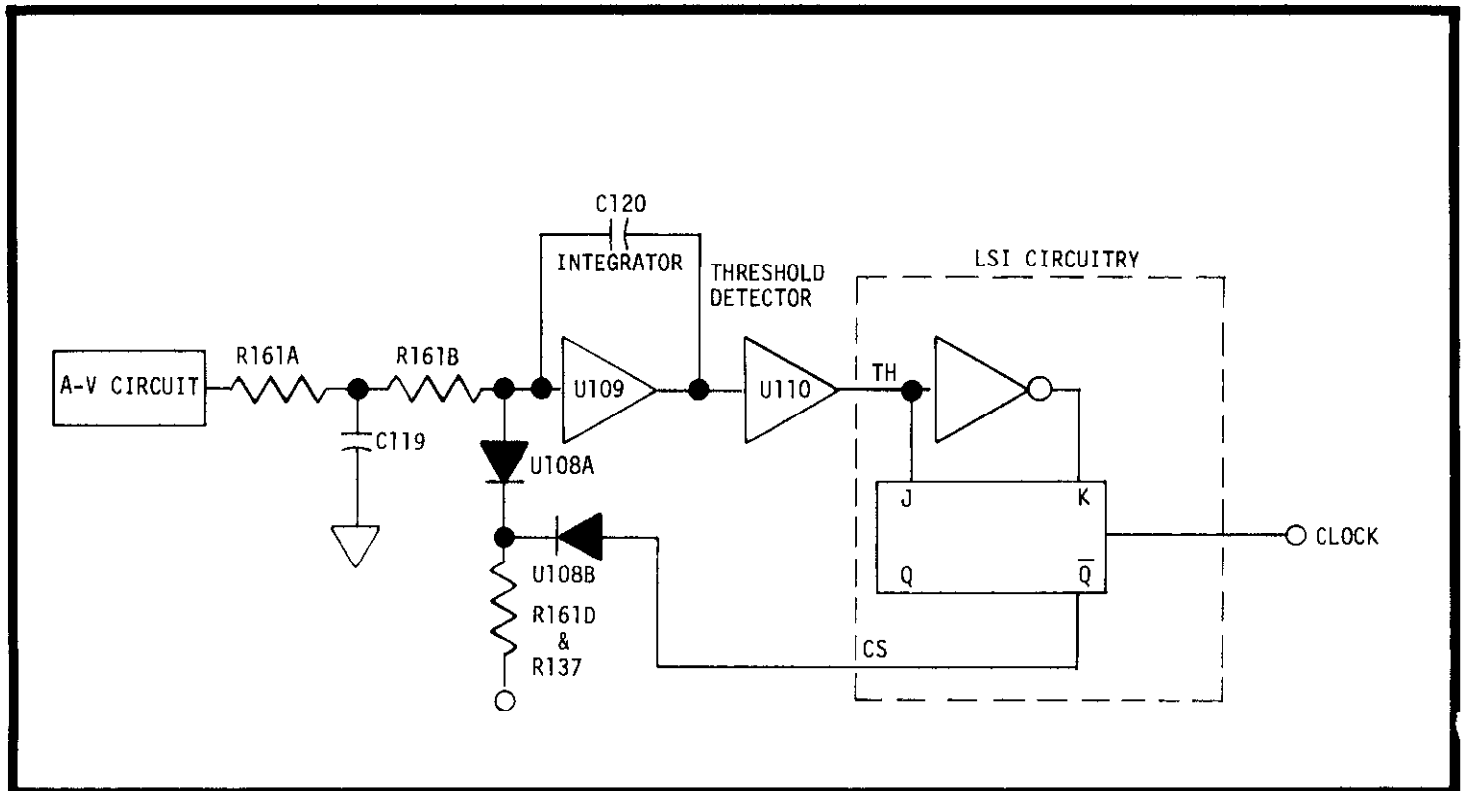 C120
INTEGRATOR
THRESHOLD
DETECTOR
LSI CIRCUITRY
A-V CIRCUIT
R161A
R161B
U109
U110
TH
C119
U108A
J
K
CLOCK
U108B
Q
Q̅
R161D
&
R137
CS